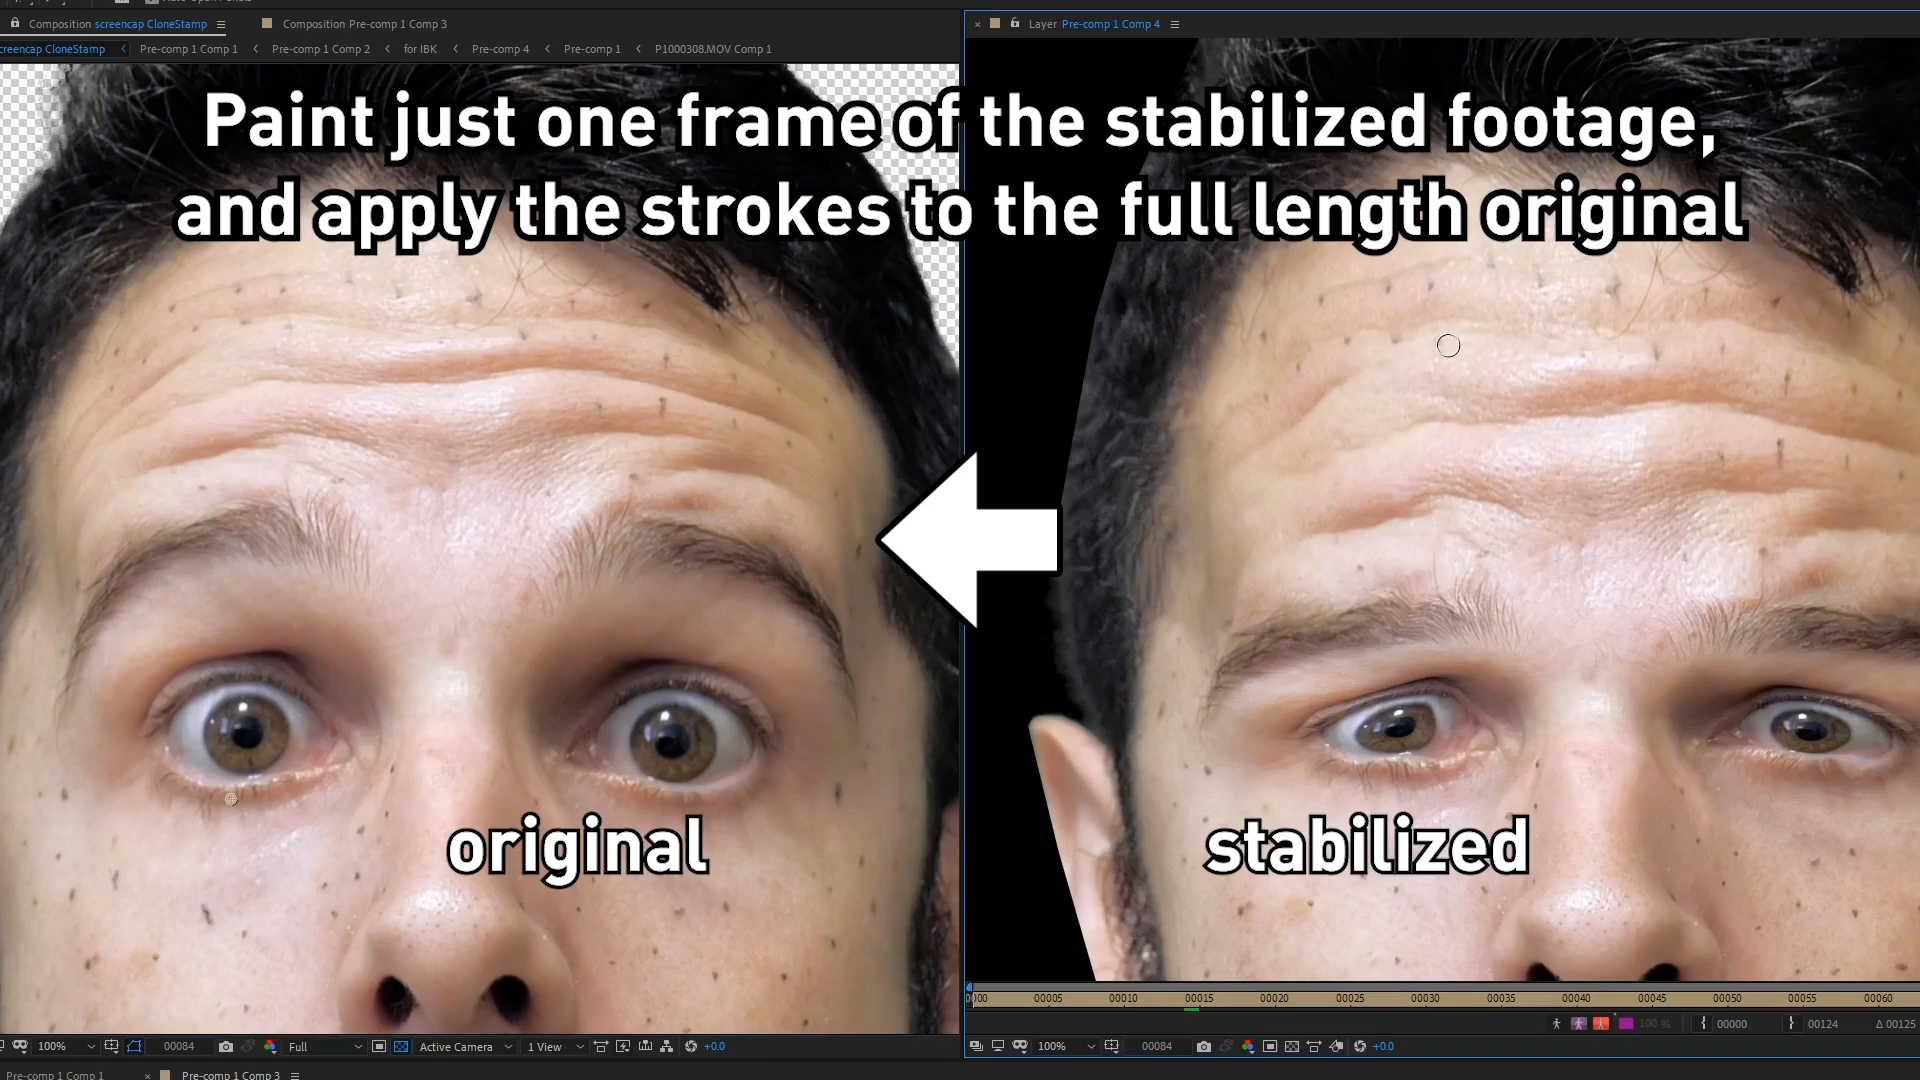 Composition screencap CloneStamp
Composition Pre-comp 1 Comp 3
Layer Pre-comp 1 Comp 4
creencap CloneStamp
Pre-comp 1 Comp 1
Pre-comp 1 Comp 2
for IBK
Pre-comp 4
Pre-comp 1
P1000308.MOV Comp 1
Paint just one frame of the stabilized footage,
and apply the strokes to the full length original
original
stabilized
0000 00005 00010 00015 00020 00025 00030 00035 00040 00045 00050 00055 00060
100 % 00000 00124 Δ 00125
100% 00084 Full Active Camera 1 View +0.0
100% 00084 +0.0
Pre-comp 1 Comp 1
Pre-comp 1 Comp 3